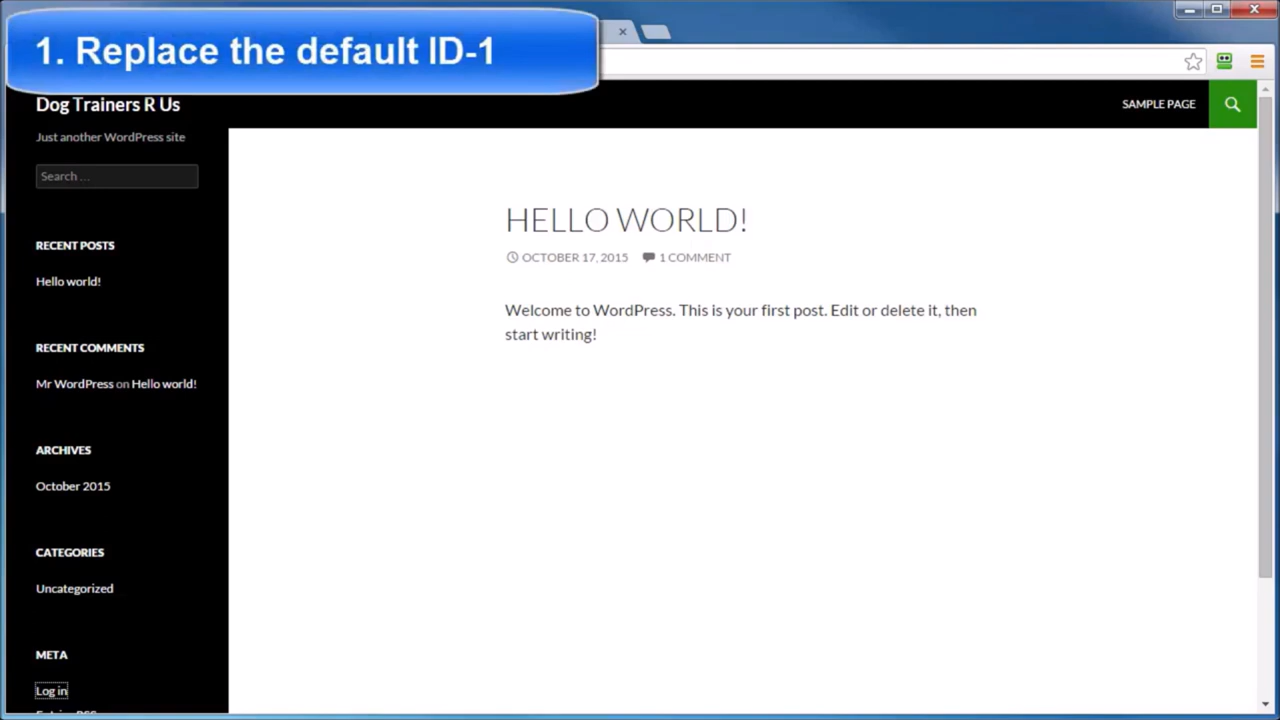 1. Replace the default ID-1
Dog Trainers R Us
SAMPLE PAGE
Just another WordPress site
Search ...
HELLO WORLD!
OCTOBER 17, 2015 1 COMMENT
Welcome to WordPress. This is your first post. Edit or delete it, then
start writing!
RECENT POSTS
Hello world!
RECENT COMMENTS
Mr WordPress on Hello world!
ARCHIVES
October 2015
CATEGORIES
Uncategorized
META
Log in